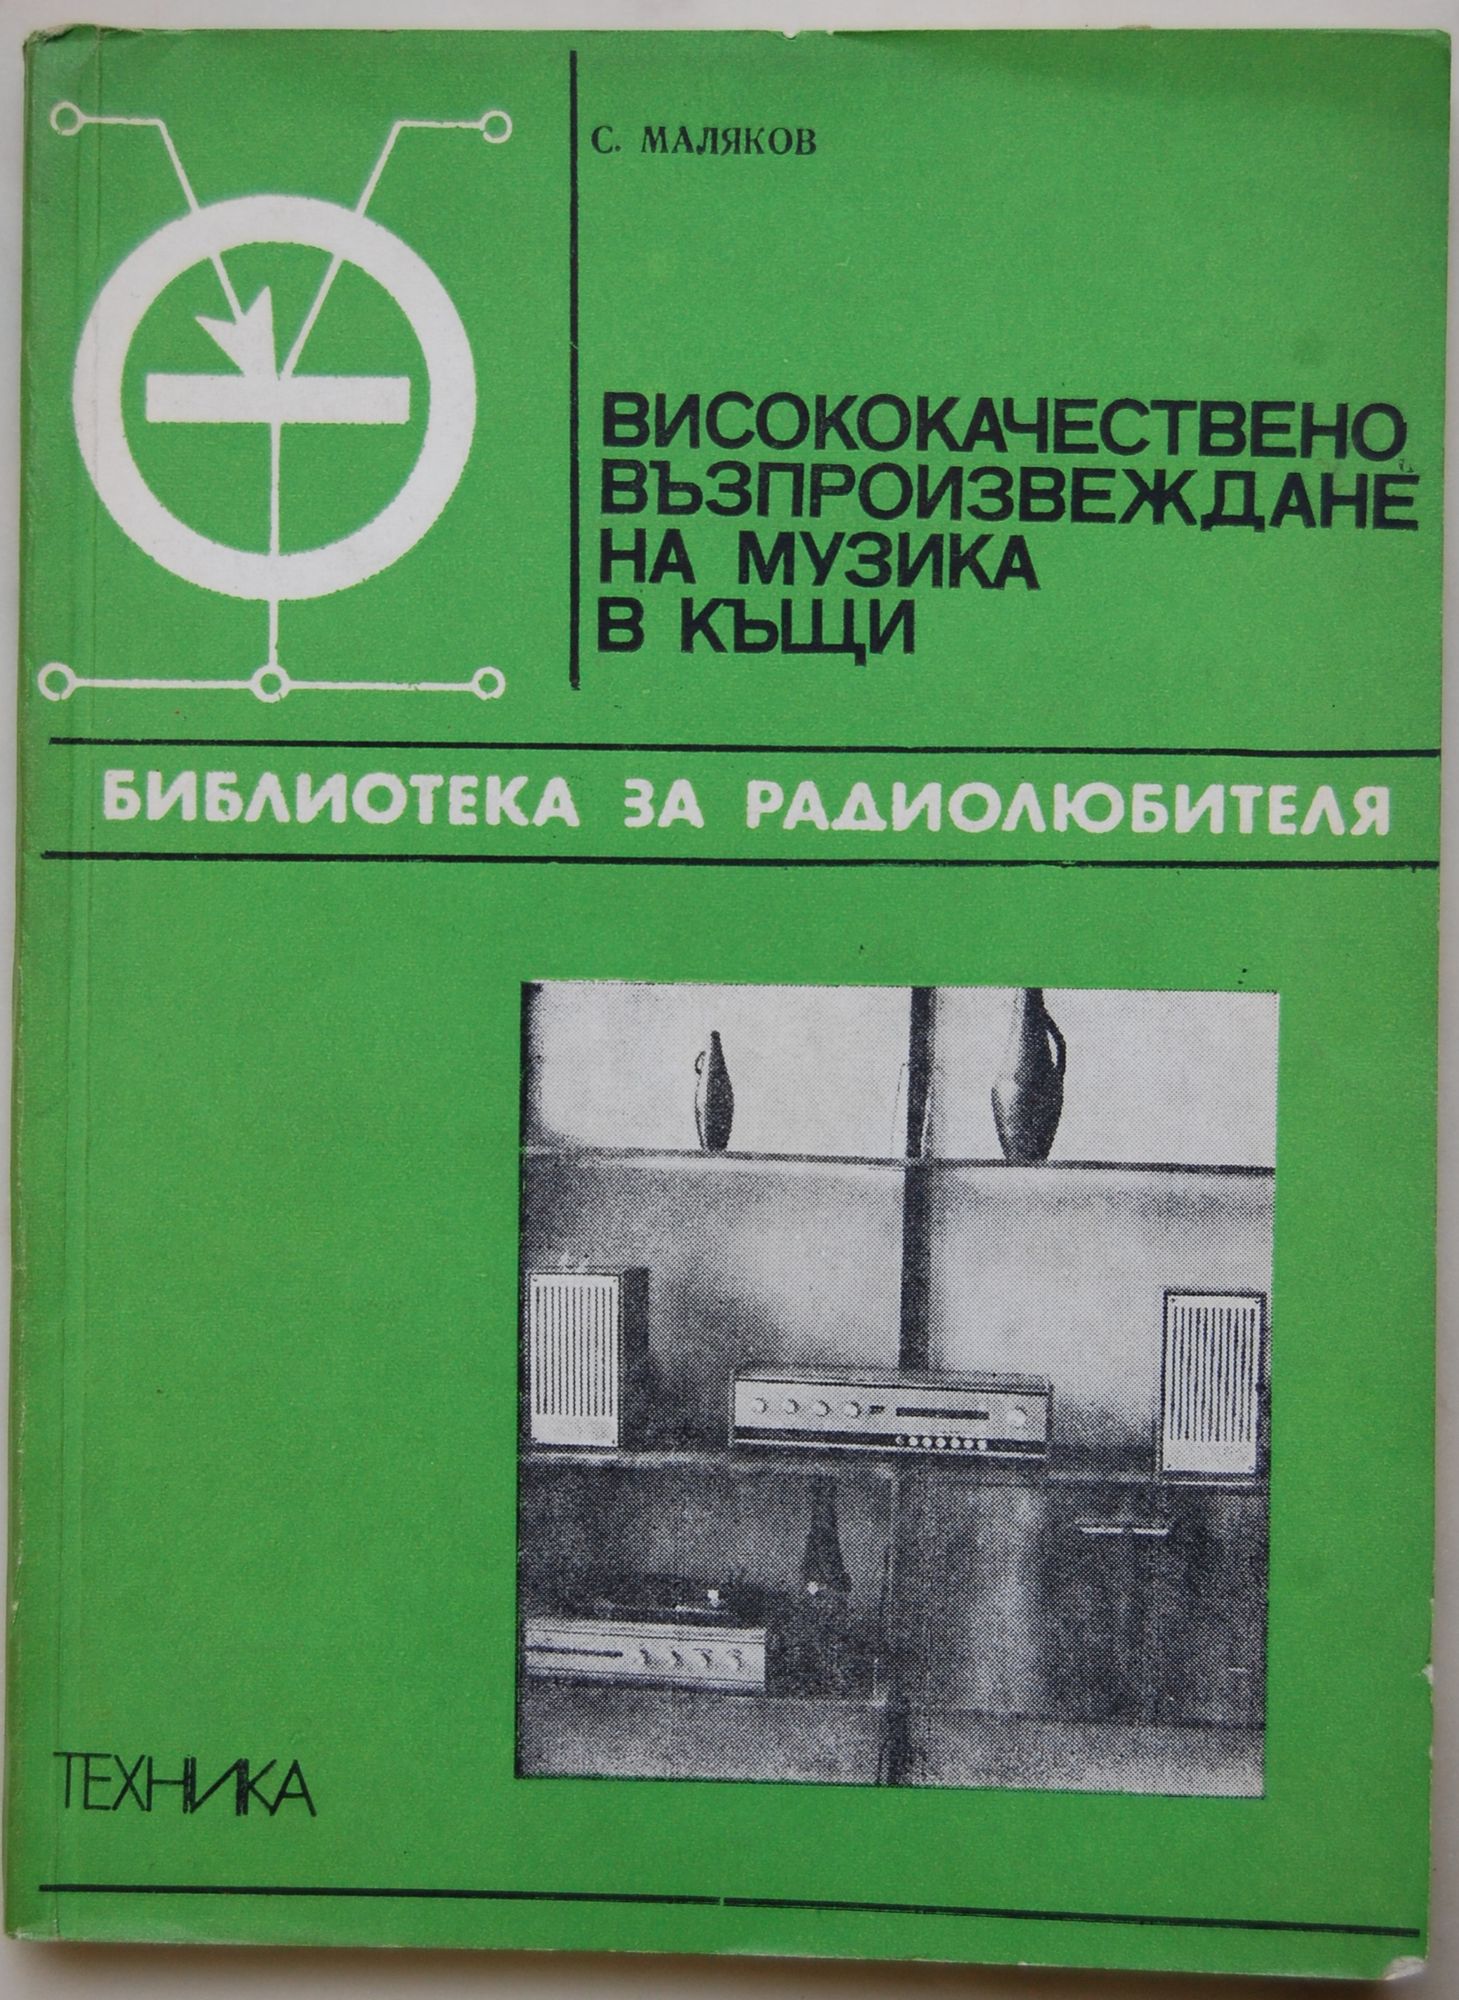 С. МАЛЯКОВ
ВИСОКОКАЧЕСТВЕНО
ВЪЗПРОИЗВЕЖДАНЕ
НА МУЗИКА
В КЪЩИ
БИБЛИОТЕКА ЗА РАДИОЛЮБИТЕЛЯ
ТЕХНИКА